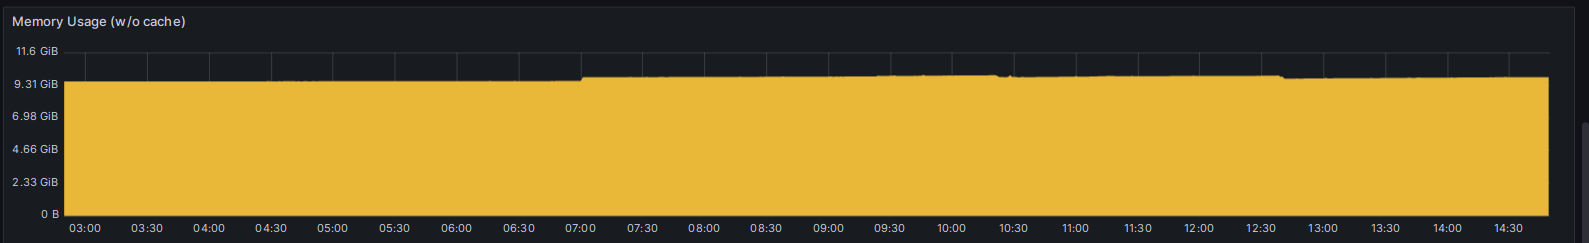 Memory Usage (w/o cache)
11.6 GiB
9.31 GiB
6.98 GiB
4.66 GiB
2.33 GiB
0 B
03:00 03:30 04:00 04:30 05:00 05:30 06:00 06:30 07:00 07:30 08:00 08:30 09:00 09:30 10:00 10:30 11:00 11:30 12:00 12:30 13:00 13:30 14:00 14:30